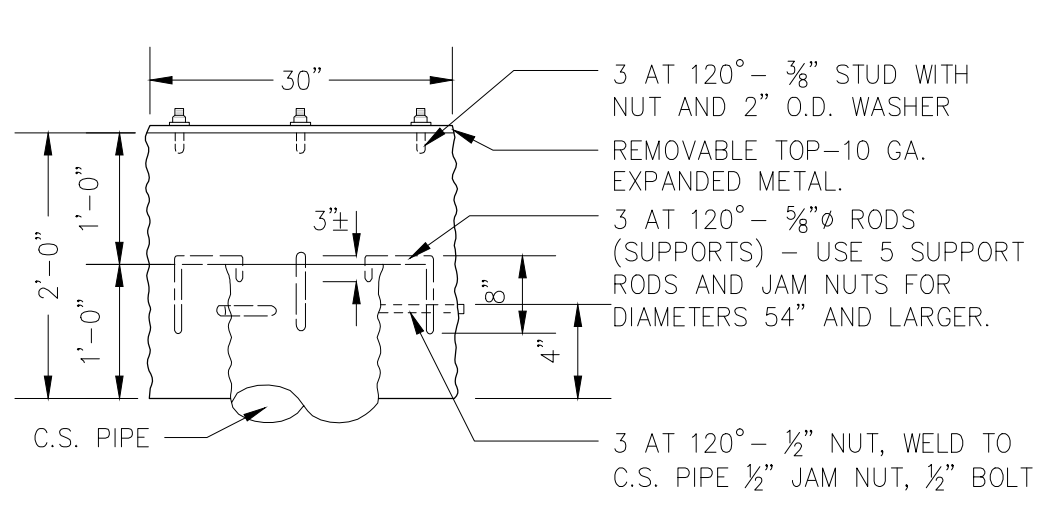 30”
3 AT 120°– ⅜” STUD WITH
NUT AND 2” O.D. WASHER
REMOVABLE TOP–10 GA.
EXPANDED METAL.
3 AT 120°– ⅝”ø RODS
(SUPPORTS) – USE 5 SUPPORT
RODS AND JAM NUTS FOR
DIAMETERS 54” AND LARGER.
1’–0”
2’–0”
1’–0”
3”±
8”
4”
C.S. PIPE
3 AT 120°– ½” NUT, WELD TO
C.S. PIPE ½” JAM NUT, ½” BOLT